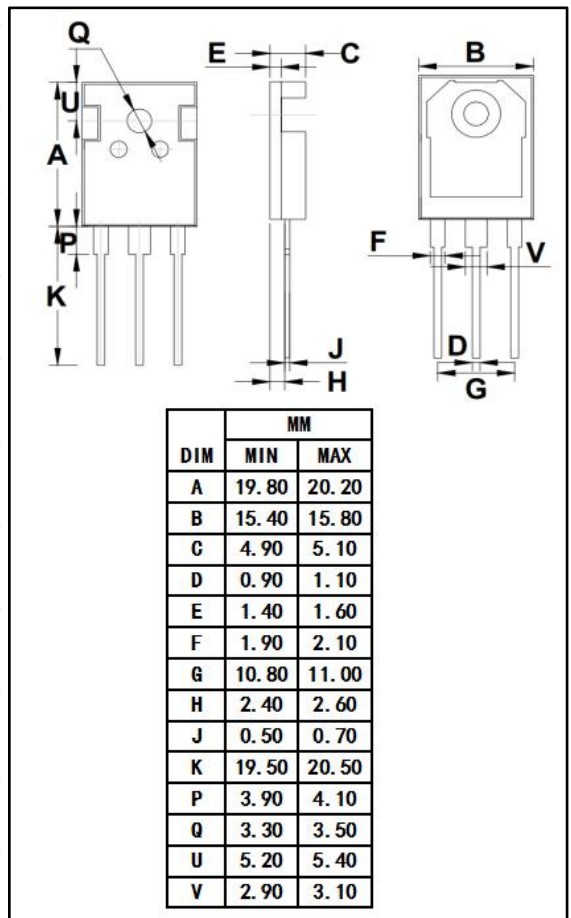 Q
E
C
B
U
A
P
K
F
V
J
H
D
G
MM
DIM MIN MAX
A 19.80 20.20
B 15.40 15.80
C 4.90 5.10
D 0.90 1.10
E 1.40 1.60
F 1.90 2.10
G 10.80 11.00
H 2.40 2.60
J 0.50 0.70
K 19.50 20.50
P 3.90 4.10
Q 3.30 3.50
U 5.20 5.40
V 2.90 3.10